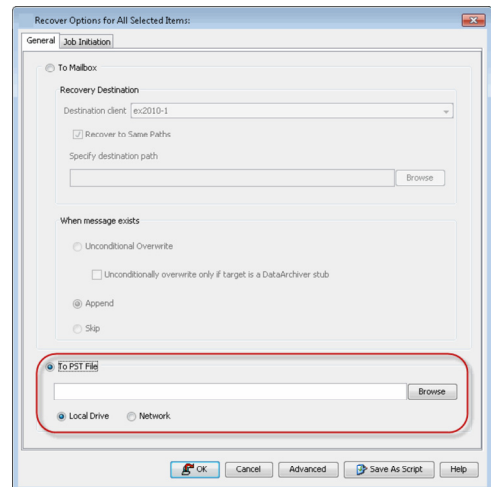 Recover Options for All Selected Items:
General Job Initiation
To Mailbox
Recovery Destination
Destination client ex2010-1
Recover to Same Paths
Specify destination path
Browse
When message exists
Unconditional Overwrite
Unconditionally overwrite only if target is a DataArchiver stub
Append
Skip
To PST File
Browse
Local Drive Network
OK Cancel Advanced Save As Script Help